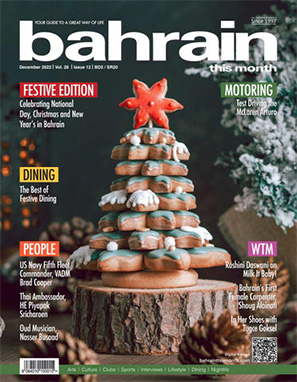 YOUR GUIDE TO A GREAT WAY OF LIFE
Since 1997
bahrain
this month
December 2022 | Vol. 26 | Issue 12 | BD2 / SR20
FESTIVE EDITION
Celebrating National
Day, Christmas and New
Year's in Bahrain
MOTORING
Test Driving the
McLaren Artura
DINING
The Best of
Festive Dining
PEOPLE
US Navy Fifth Fleet
Commander, VADM
Brad Cooper
Thai Ambassador,
HE Piyapak
Sricharoen
Oud Musician,
Nasser Busaad
WTM
Roshini Daswani on
Milk It Baby!
Bahrain's First
Female Carpenter,
Shouq Alainati
In Her Shoes with
Tugce Goksel
bahrainthismonth.com
Arts | Culture | Clubs | Sports | Interviews | Lifestyle | Dining | Nightlife